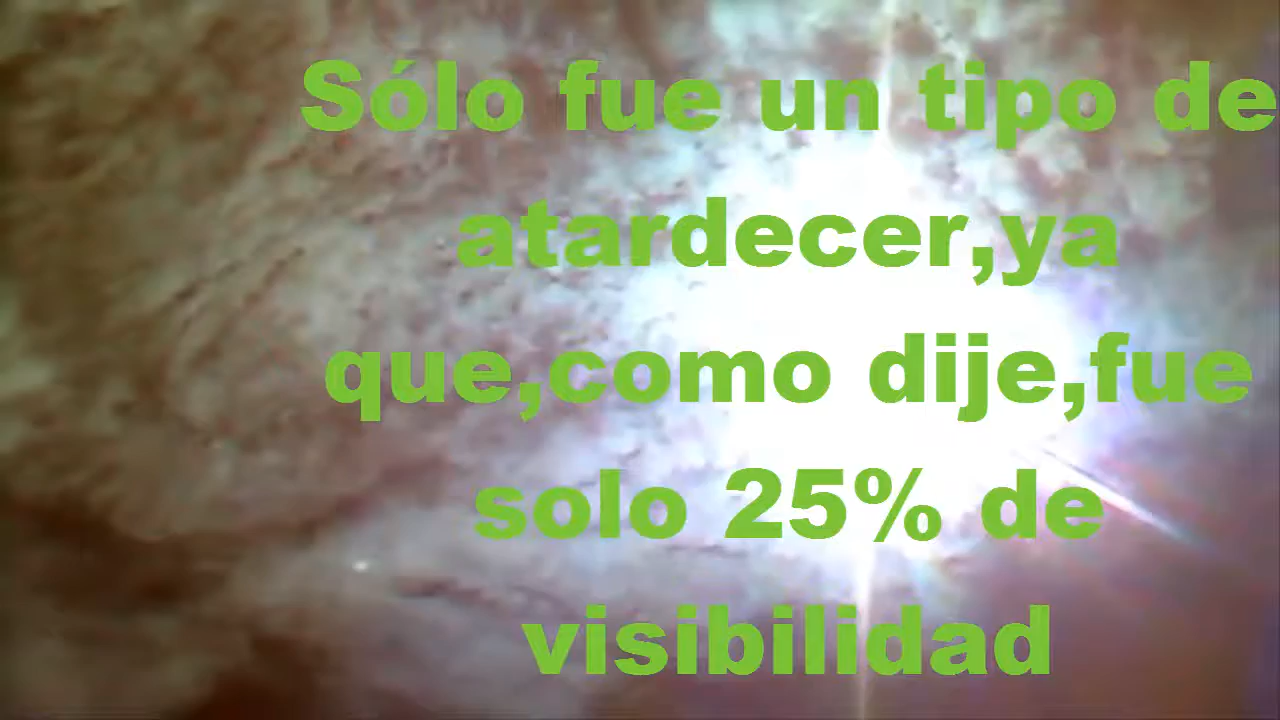 Sólo fue un tipo de
atardecer,ya
que,como dije,fue
solo 25% de
visibilidad